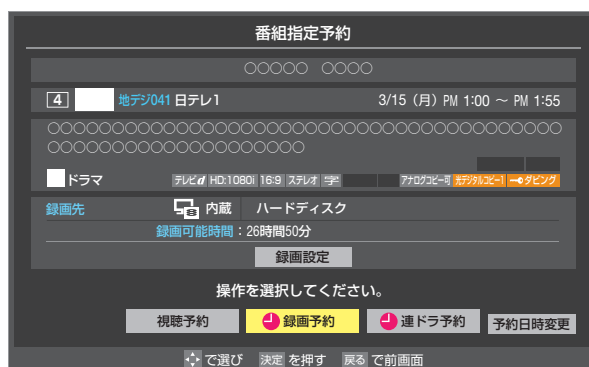 番組指定予約
○○○○○ ○○○○
4 地デジ041 日テレ1 3/15（月）PM 1:00 ～ PM 1:55
○○○○○○○○○○○○○○○○○○○○○○○○○○○○○○○○○○○○○○○○
○○○○○○○○○○○○○○○○○○○○
ドラマ テレビd HD:1080i 16:9 ステレオ 字 アナログコピー可 光デジタルコピー1 ダビング
録画先 内蔵 ハードディスク
録画可能時間：26時間50分
録画設定
操作を選択してください。
視聴予約 録画予約 連ドラ予約 予約日時変更
で選び 決定 を押す 戻る で前画面